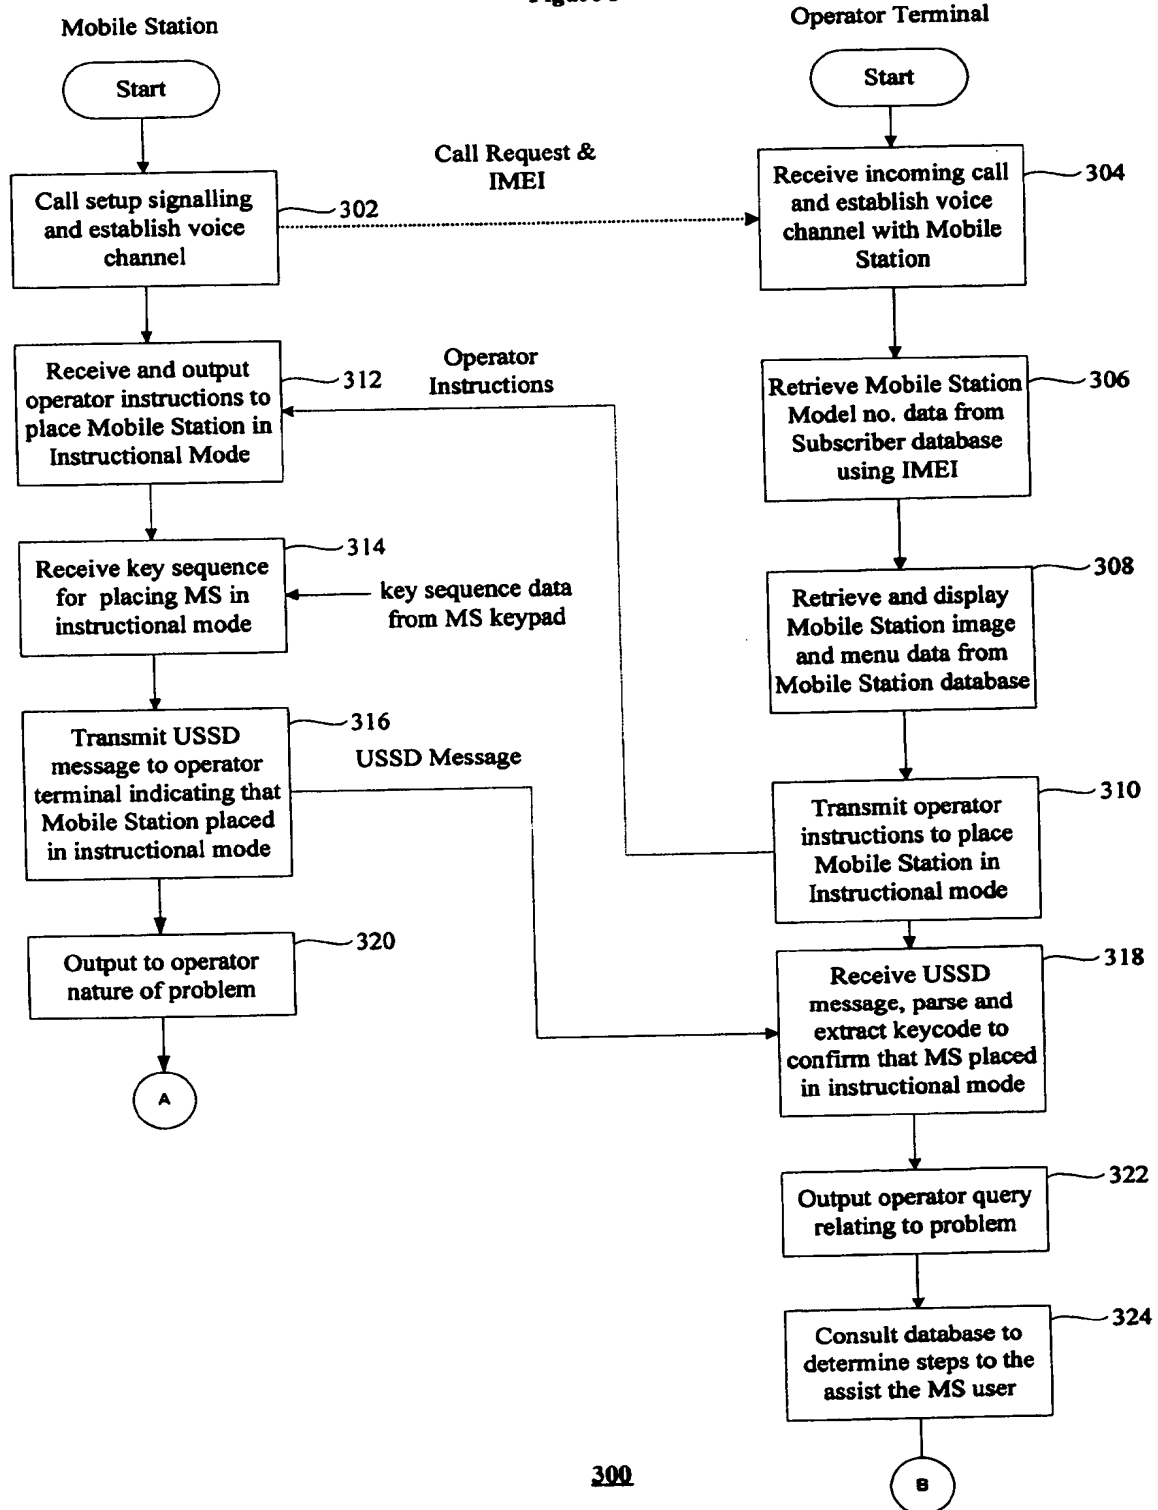 Mobile Station
Operator Terminal
Start
Start
Call Request &
IMEI
Call setup signalling
and establish voice
channel
302
Receive incoming call
and establish voice
channel with Mobile
Station
304
Receive and output
operator instructions to
place Mobile Station in
Instructional Mode
312
Operator
Instructions
Retrieve Mobile Station
Model no. data from
Subscriber database
using IMEI
306
Receive key sequence
for placing MS in
instructional mode
314
key sequence data
from MS keypad
Retrieve and display
Mobile Station image
and menu data from
Mobile Station database
308
Transmit USSD
message to operator
terminal indicating that
Mobile Station placed
in instructional mode
316
USSD Message
Transmit operator
instructions to place
Mobile Station in
Instructional mode
310
Output to operator
nature of problem
320
Receive USSD
message, parse and
extract keycode to
confirm that MS placed
in instructional mode
318
A
Output operator query
relating to problem
322
Consult database to
determine steps to the
assist the MS user
324
300
B